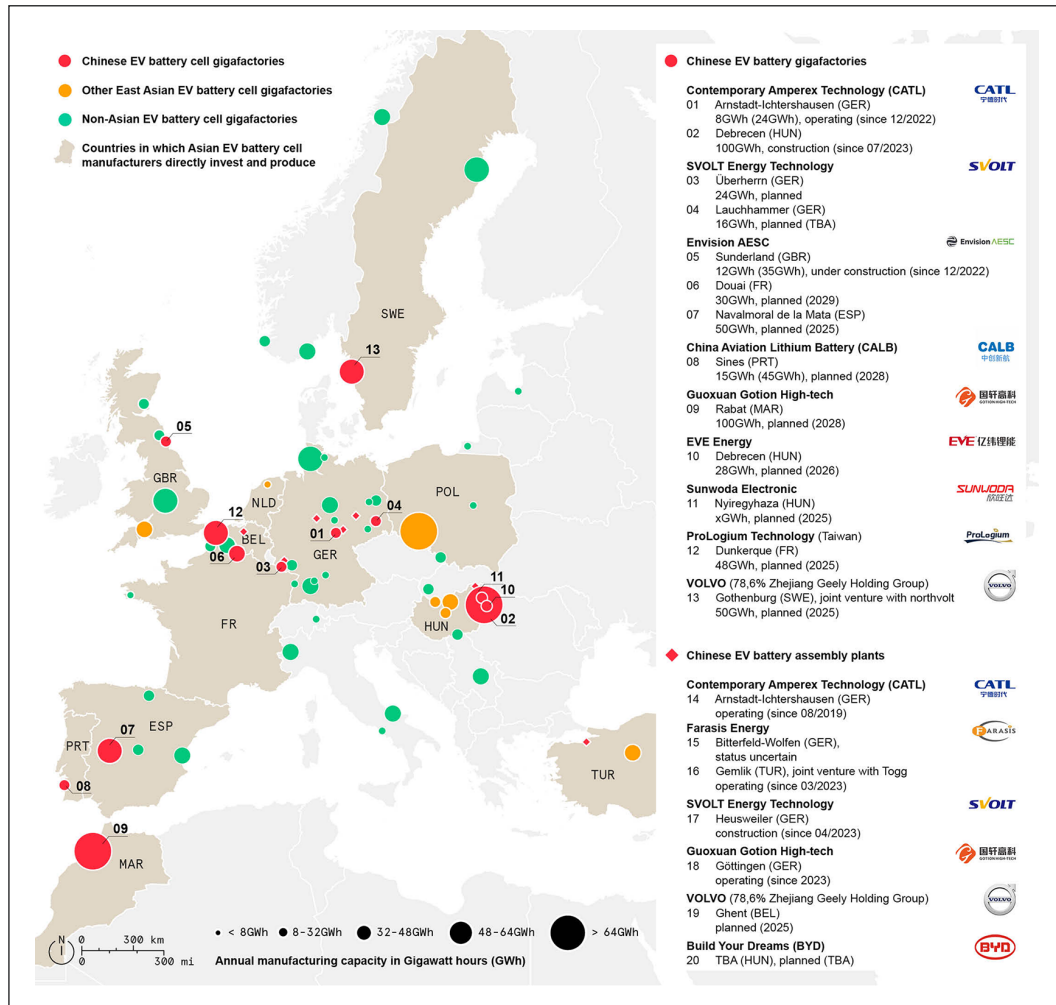 Chinese EV battery cell gigafactories
Other East Asian EV battery cell gigafactories
Non-Asian EV battery cell gigafactories
Countries in which Asian EV battery cell
manufacturers directly invest and produce
SWE
13
05
GBR
NLD
POL
12
04
BEL
01
06
GER
03
11
10
FR
HUN
02
07
ESP
PRT
TUR
08
09
MAR
N
0 300 km
0 300 mi
< 8GWh
8-32GWh
32-48GWh
48-64GWh
> 64GWh
Annual manufacturing capacity in Gigawatt hours (GWh)
Chinese EV battery gigafactories
Contemporary Amperex Technology (CATL)
CATL
宁德时代
01 Arnstadt-Ichtershausen (GER)
8GWh (24GWh), operating (since 12/2022)
02 Debrecen (HUN)
100GWh, construction (since 07/2023)
SVOLT Energy Technology
SVOLT
03 Überherrn (GER)
24GWh, planned
04 Lauchhammer (GER)
16GWh, planned (TBA)
Envision AESC
Envision AESC
05 Sunderland (GBR)
12GWh (35GWh), under construction (since 12/2022)
06 Douai (FR)
30GWh, planned (2029)
07 Navalmoral de la Mata (ESP)
50GWh, planned (2025)
China Aviation Lithium Battery (CALB)
CALB
中创新航
08 Sines (PRT)
15GWh (45GWh), planned (2028)
Guoxuan Gotion High-tech
国轩高科
GOTION HIGH-TECH
09 Rabat (MAR)
100GWh, planned (2028)
EVE Energy
EVE 亿纬锂能
10 Debrecen (HUN)
28GWh, planned (2026)
Sunwoda Electronic
SUNWODA
欣旺达
11 Nyiregyhaza (HUN)
xGWh, planned (2025)
ProLogium Technology (Taiwan)
ProLogium
12 Dunkerque (FR)
48GWh, planned (2025)
VOLVO (78,6% Zhejiang Geely Holding Group)
VOLVO
13 Gothenburg (SWE), joint venture with northvolt
50GWh, planned (2025)
Chinese EV battery assembly plants
Contemporary Amperex Technology (CATL)
CATL
宁德时代
14 Arnstadt-Ichtershausen (GER)
operating (since 08/2019)
Farasis Energy
FARASIS
15 Bitterfeld-Wolfen (GER),
status uncertain
16 Gemlik (TUR), joint venture with Togg
operating (since 03/2023)
SVOLT Energy Technology
SVOLT
17 Heusweiler (GER)
construction (since 04/2023)
Guoxuan Gotion High-tech
国轩高科
GOTION HIGH-TECH
18 Göttingen (GER)
operating (since 2023)
VOLVO (78,6% Zhejiang Geely Holding Group)
VOLVO
19 Ghent (BEL)
planned (2025)
Build Your Dreams (BYD)
BYD
20 TBA (HUN), planned (TBA)